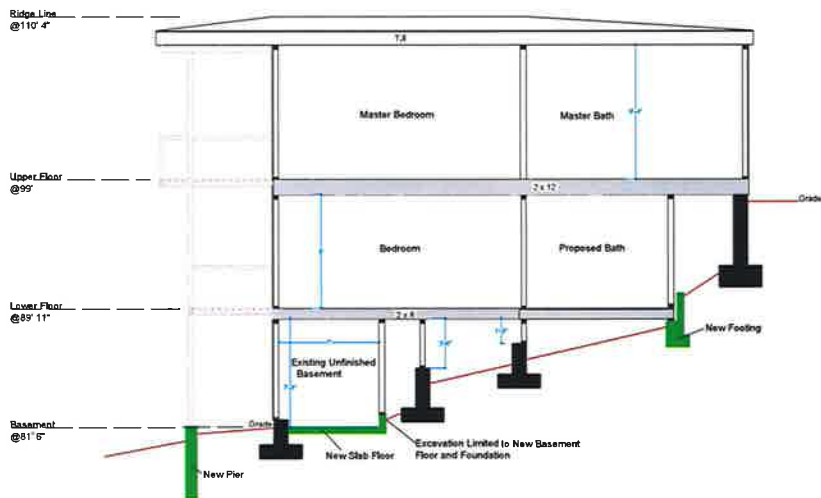 Ridge Line
@110' 4"
TJI
Master Bedroom
Master Bath
Upper Floor
@99'
2 x 12
Grade
Bedroom
Proposed Bath
Lower Floor
@89' 11"
2 x 8
New Footing
Existing Unfinished
Basement
Basement
@81' 6"
Grade
Excavation Limited to New Basement
Floor and Foundation
New Slab Floor
New Pier